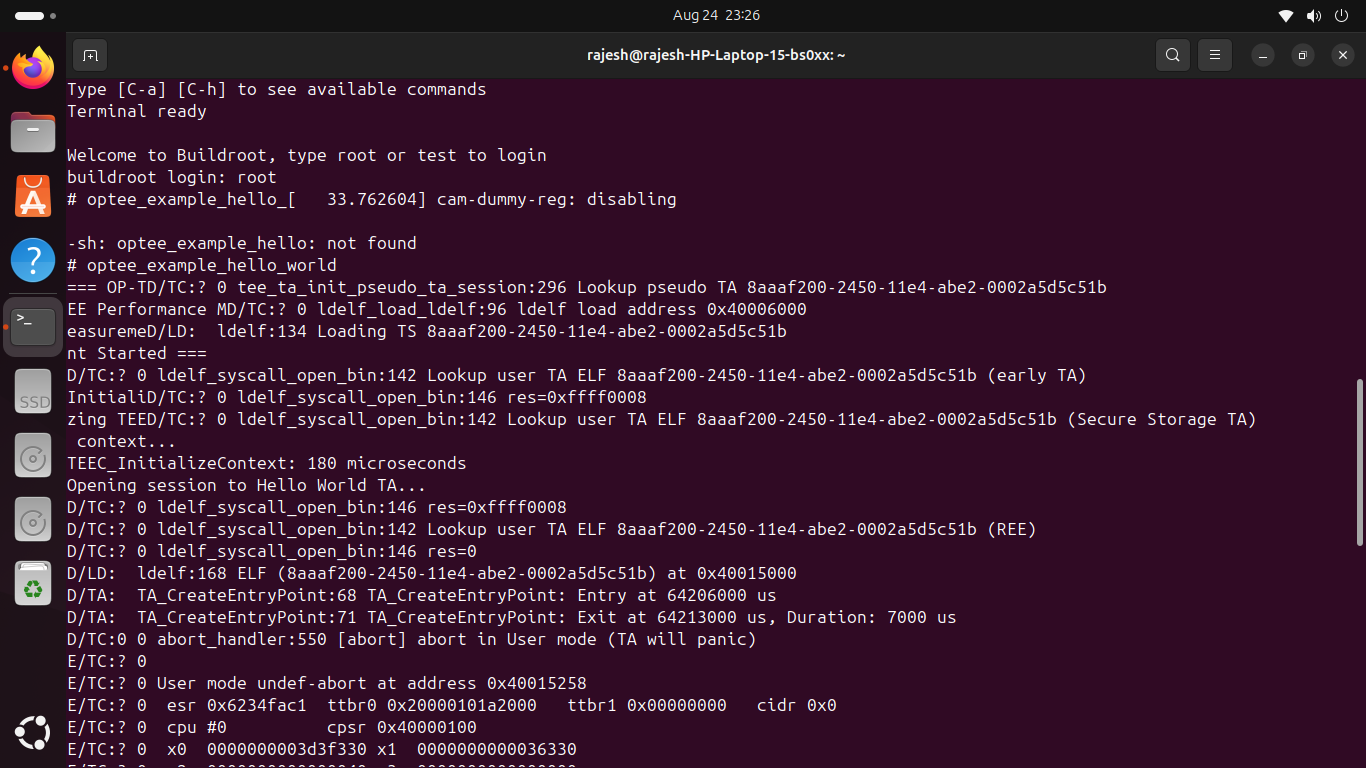 Aug 24  23:26
rajesh@rajesh-HP-Laptop-15-bs0xx: ~
Type [C-a] [C-h] to see available commands
Terminal ready
Welcome to Buildroot, type root or test to login
buildroot login: root
# optee_example_hello_[   33.762604] cam-dummy-reg: disabling
-sh: optee_example_hello: not found
# optee_example_hello_world
=== OP-TD/TC:? 0 tee_ta_init_pseudo_ta_session:296 Lookup pseudo TA 8aaaf200-2450-11e4-abe2-0002a5d5c51b
EE Performance MD/TC:? 0 ldelf_load_ldelf:96 ldelf load address 0x40006000
easuremeD/LD:  ldelf:134 Loading TS 8aaaf200-2450-11e4-abe2-0002a5d5c51b
nt Started ===
D/TC:? 0 ldelf_syscall_open_bin:142 Lookup user TA ELF 8aaaf200-2450-11e4-abe2-0002a5d5c51b (early TA)
InitialiD/TC:? 0 ldelf_syscall_open_bin:146 res=0xffff0008
zing TEED/TC:? 0 ldelf_syscall_open_bin:142 Lookup user TA ELF 8aaaf200-2450-11e4-abe2-0002a5d5c51b (Secure Storage TA)
 context...
TEEC_InitializeContext: 180 microseconds
Opening session to Hello World TA...
D/TC:? 0 ldelf_syscall_open_bin:146 res=0xffff0008
D/TC:? 0 ldelf_syscall_open_bin:142 Lookup user TA ELF 8aaaf200-2450-11e4-abe2-0002a5d5c51b (REE)
D/TC:? 0 ldelf_syscall_open_bin:146 res=0
D/LD:  ldelf:168 ELF (8aaaf200-2450-11e4-abe2-0002a5d5c51b) at 0x40015000
D/TA:  TA_CreateEntryPoint:68 TA_CreateEntryPoint: Entry at 64206000 us
D/TA:  TA_CreateEntryPoint:71 TA_CreateEntryPoint: Exit at 64213000 us, Duration: 7000 us
D/TC:0 0 abort_handler:550 [abort] abort in User mode (TA will panic)
E/TC:? 0
E/TC:? 0 User mode undef-abort at address 0x40015258
E/TC:? 0  esr 0x6234fac1  ttbr0 0x20000101a2000   ttbr1 0x00000000   cidr 0x0
E/TC:? 0  cpu #0          cpsr 0x40000100
E/TC:? 0  x0  0000000003d3f330 x1  0000000000036330
SSD